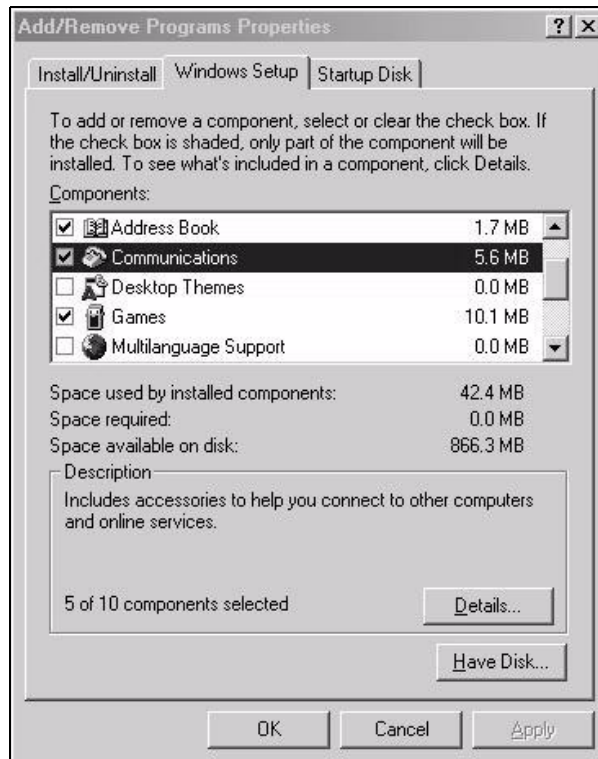 Add/Remove Programs Properties
Install/Uninstall Windows Setup Startup Disk
To add or remove a component, select or clear the check box. If
the check box is shaded, only part of the component will be
installed. To see what's included in a component, click Details.
Components:
Address Book 1.7 MB
Communications 5.6 MB
Desktop Themes 0.0 MB
Games 10.1 MB
Multilanguage Support 0.0 MB
Space used by installed components: 42.4 MB
Space required: 0.0 MB
Space available on disk: 866.3 MB
Description
Includes accessories to help you connect to other computers
and online services.
5 of 10 components selected Details...
Have Disk...
OK Cancel Apply